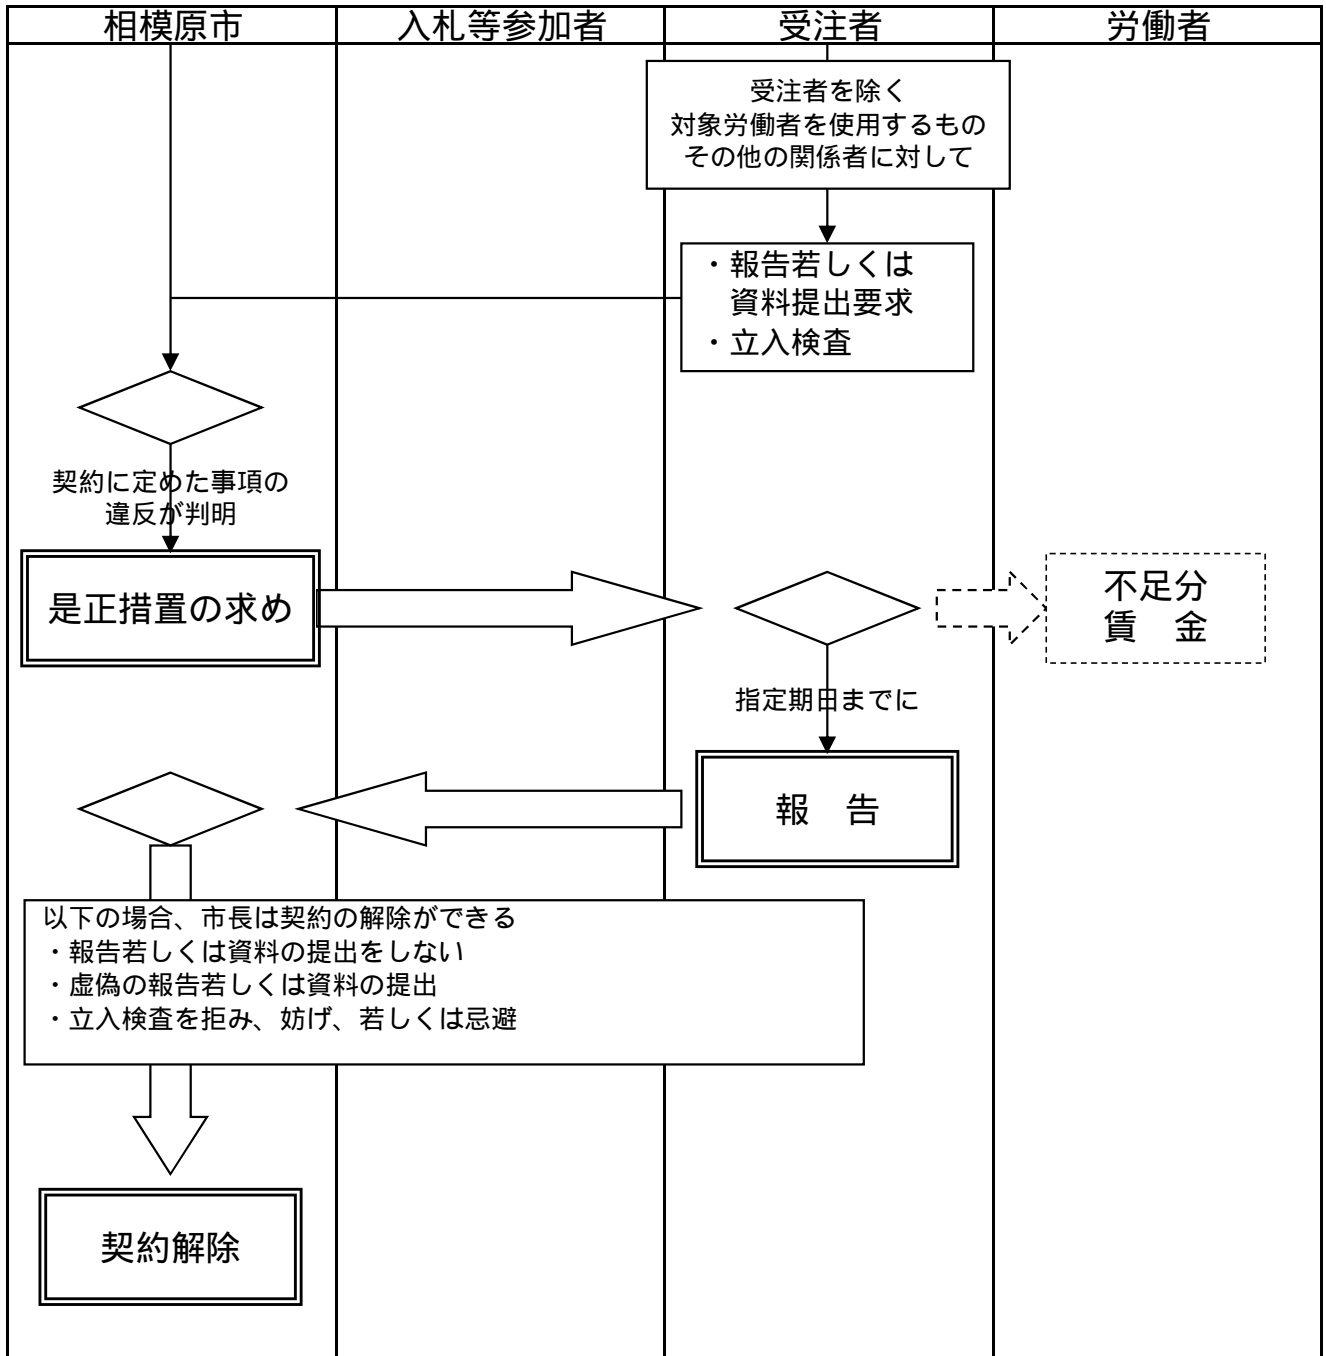 相模原市
入札等参加者
受注者
労働者
受注者を除く
対象労働者を使用するもの
その他の関係者に対して
・報告若しくは
資料提出要求
・立入検査
契約に定めた事項の
違反が判明
是正措置の求め
不足分
賃　金
指定期日までに
報　告
以下の場合、市長は契約の解除ができる
・報告若しくは資料の提出をしない
・虚偽の報告若しくは資料の提出
・立入検査を拒み、妨げ、若しくは忌避
契約解除